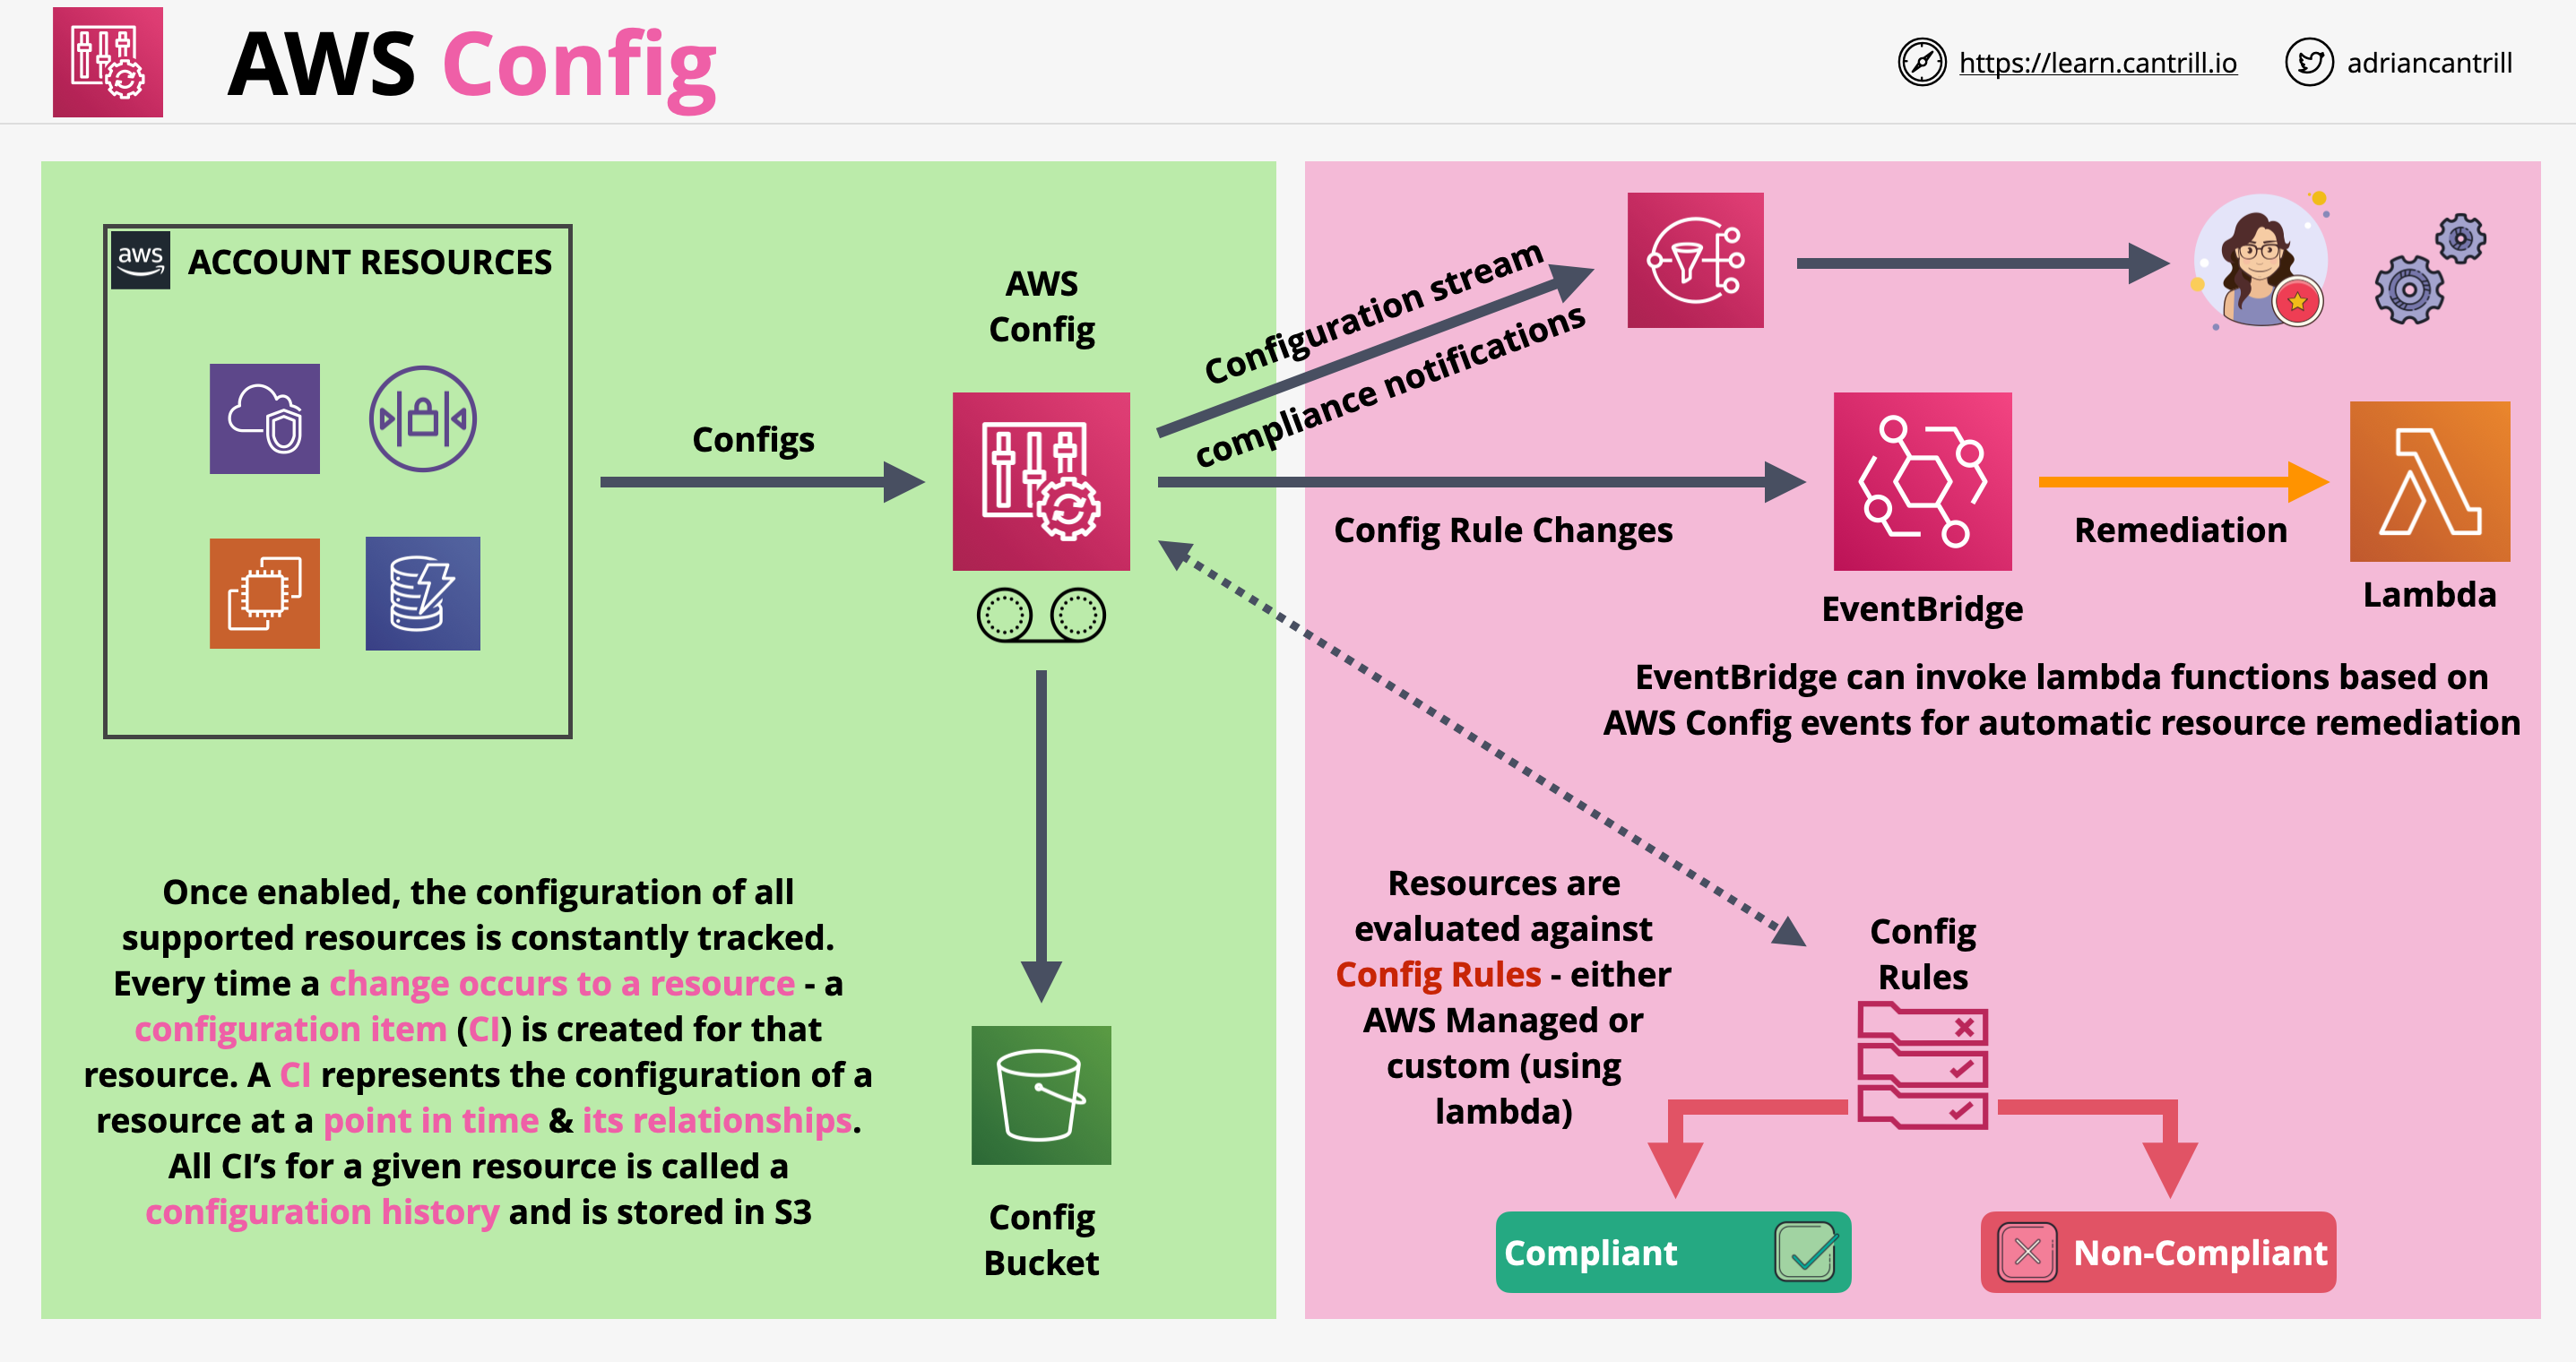 AWS Config
https://learn.cantrill.io
adriancantrill
aws
ACCOUNT RESOURCES
Configs
AWS
Config
Configuration stream
compliance notifications
Config Rule Changes
EventBridge
Remediation
Lambda
EventBridge can invoke lambda functions based on
AWS Config events for automatic resource remediation
Once enabled, the configuration of all
supported resources is constantly tracked.
Every time a change occurs to a resource - a
configuration item (CI) is created for that
resource. A CI represents the configuration of a
resource at a point in time & its relationships.
All CI’s for a given resource is called a
configuration history and is stored in S3
Config
Bucket
Resources are
evaluated against
Config Rules - either
AWS Managed or
custom (using
lambda)
Config
Rules
Compliant
Non-Compliant